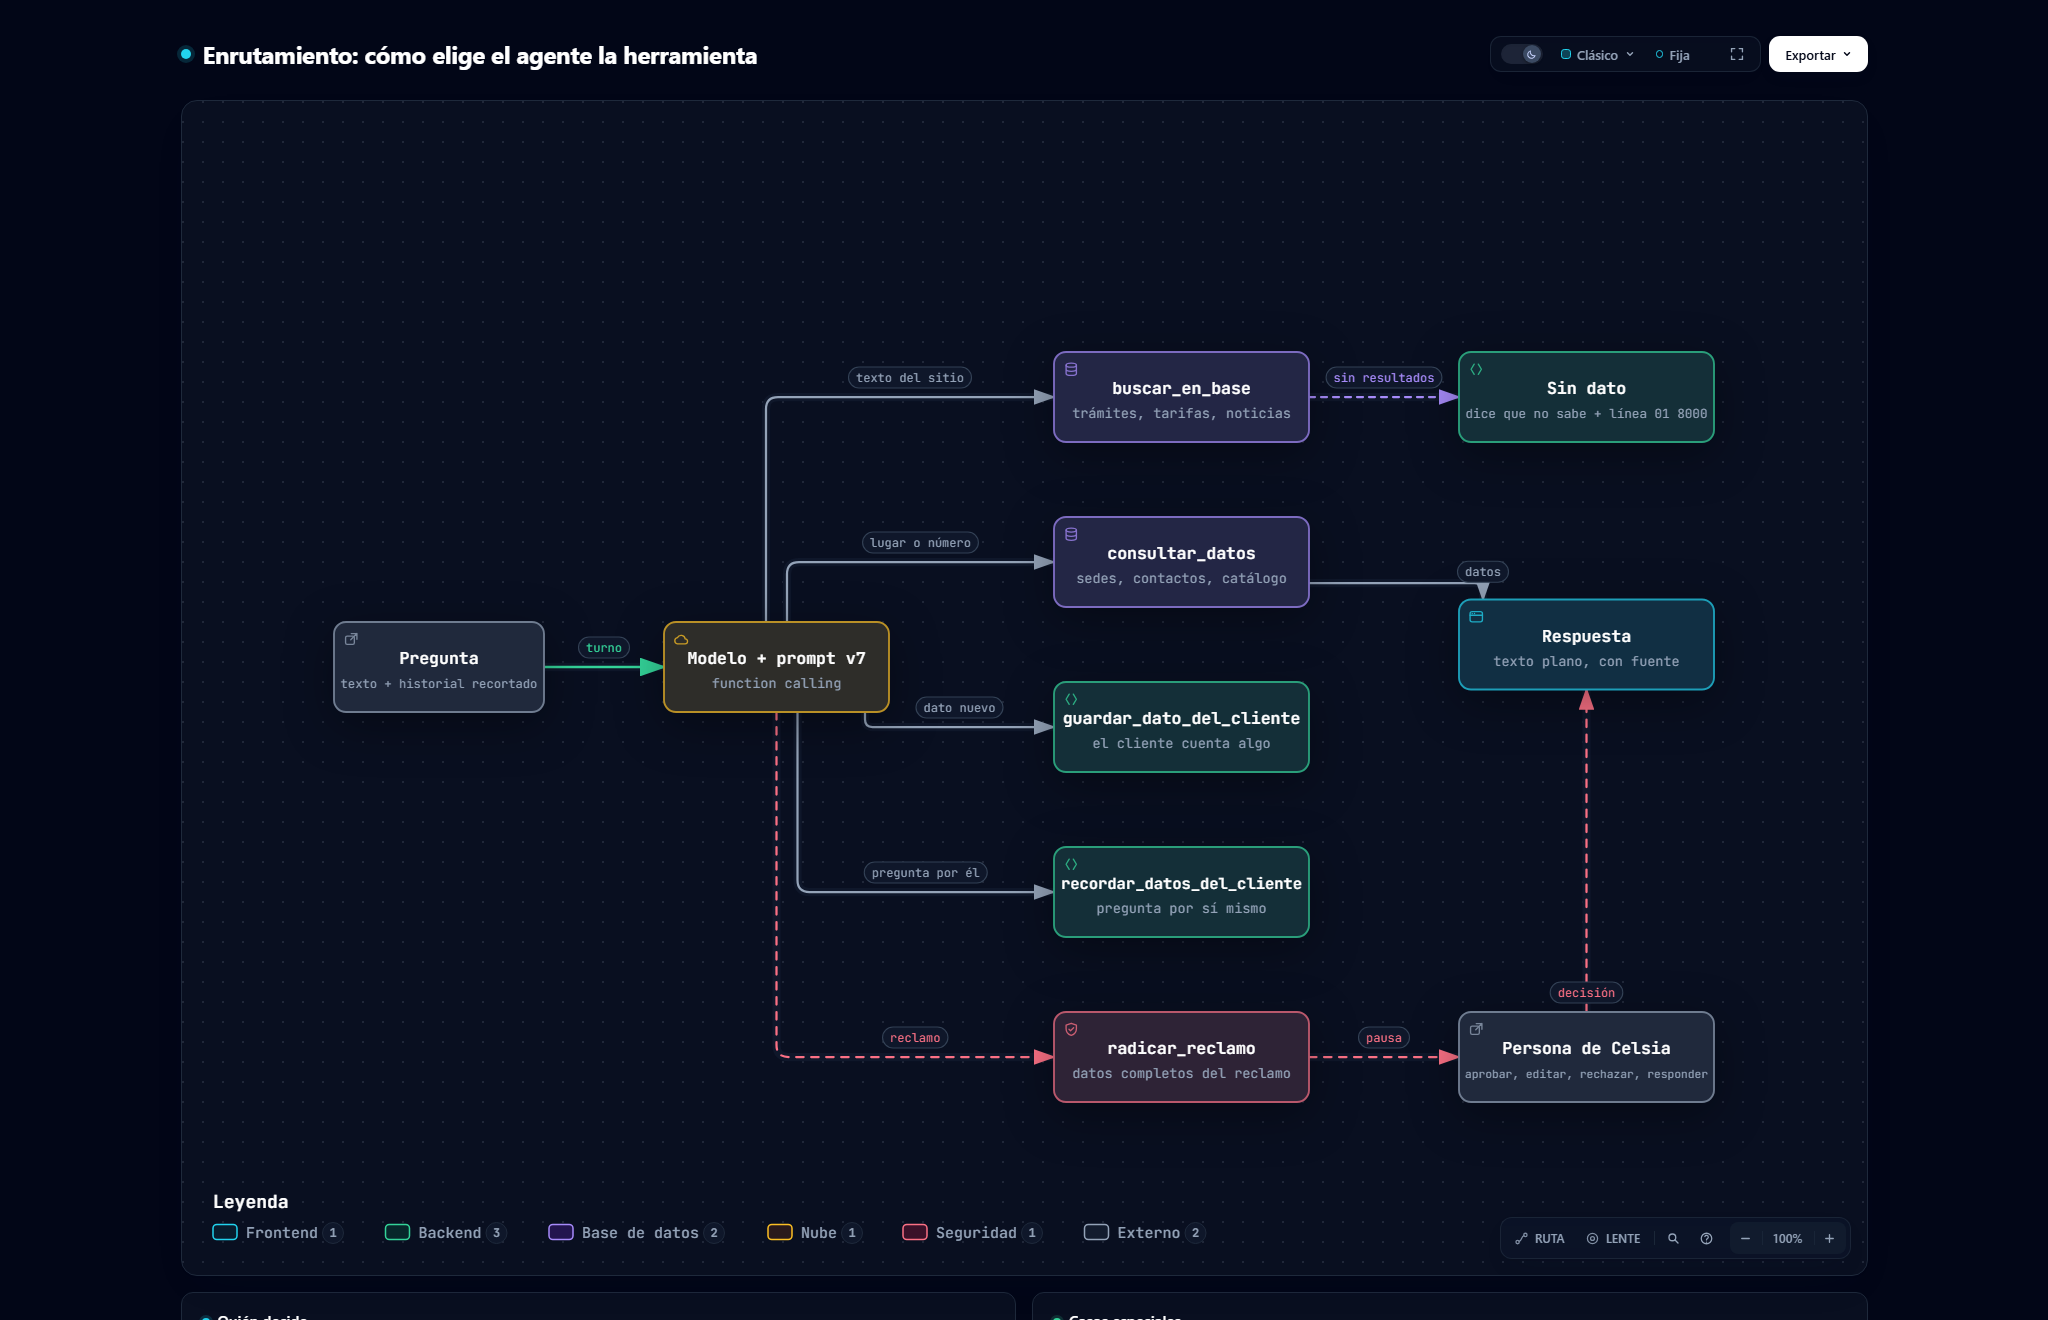 Enrutamiento: cómo elige el agente la herramienta
Clásico
Fija
Exportar
texto del sitio
buscar_en_base
trámites, tarifas, noticias
sin resultados
Sin dato
dice que no sabe + línea 01 8000
lugar o número
consultar_datos
sedes, contactos, catálogo
datos
Respuesta
texto plano, con fuente
Pregunta
texto + historial recortado
turno
Modelo + prompt v7
function calling
dato nuevo
guardar_dato_del_cliente
el cliente cuenta algo
pregunta por él
recordar_datos_del_cliente
pregunta por sí mismo
decisión
reclamo
radicar_reclamo
datos completos del reclamo
pausa
Persona de Celsia
aprobar, editar, rechazar, responder
Leyenda
Frontend 1
Backend 3
Base de datos 2
Nube 1
Seguridad 1
Externo 2
RUTA
LENTE
− 100% +